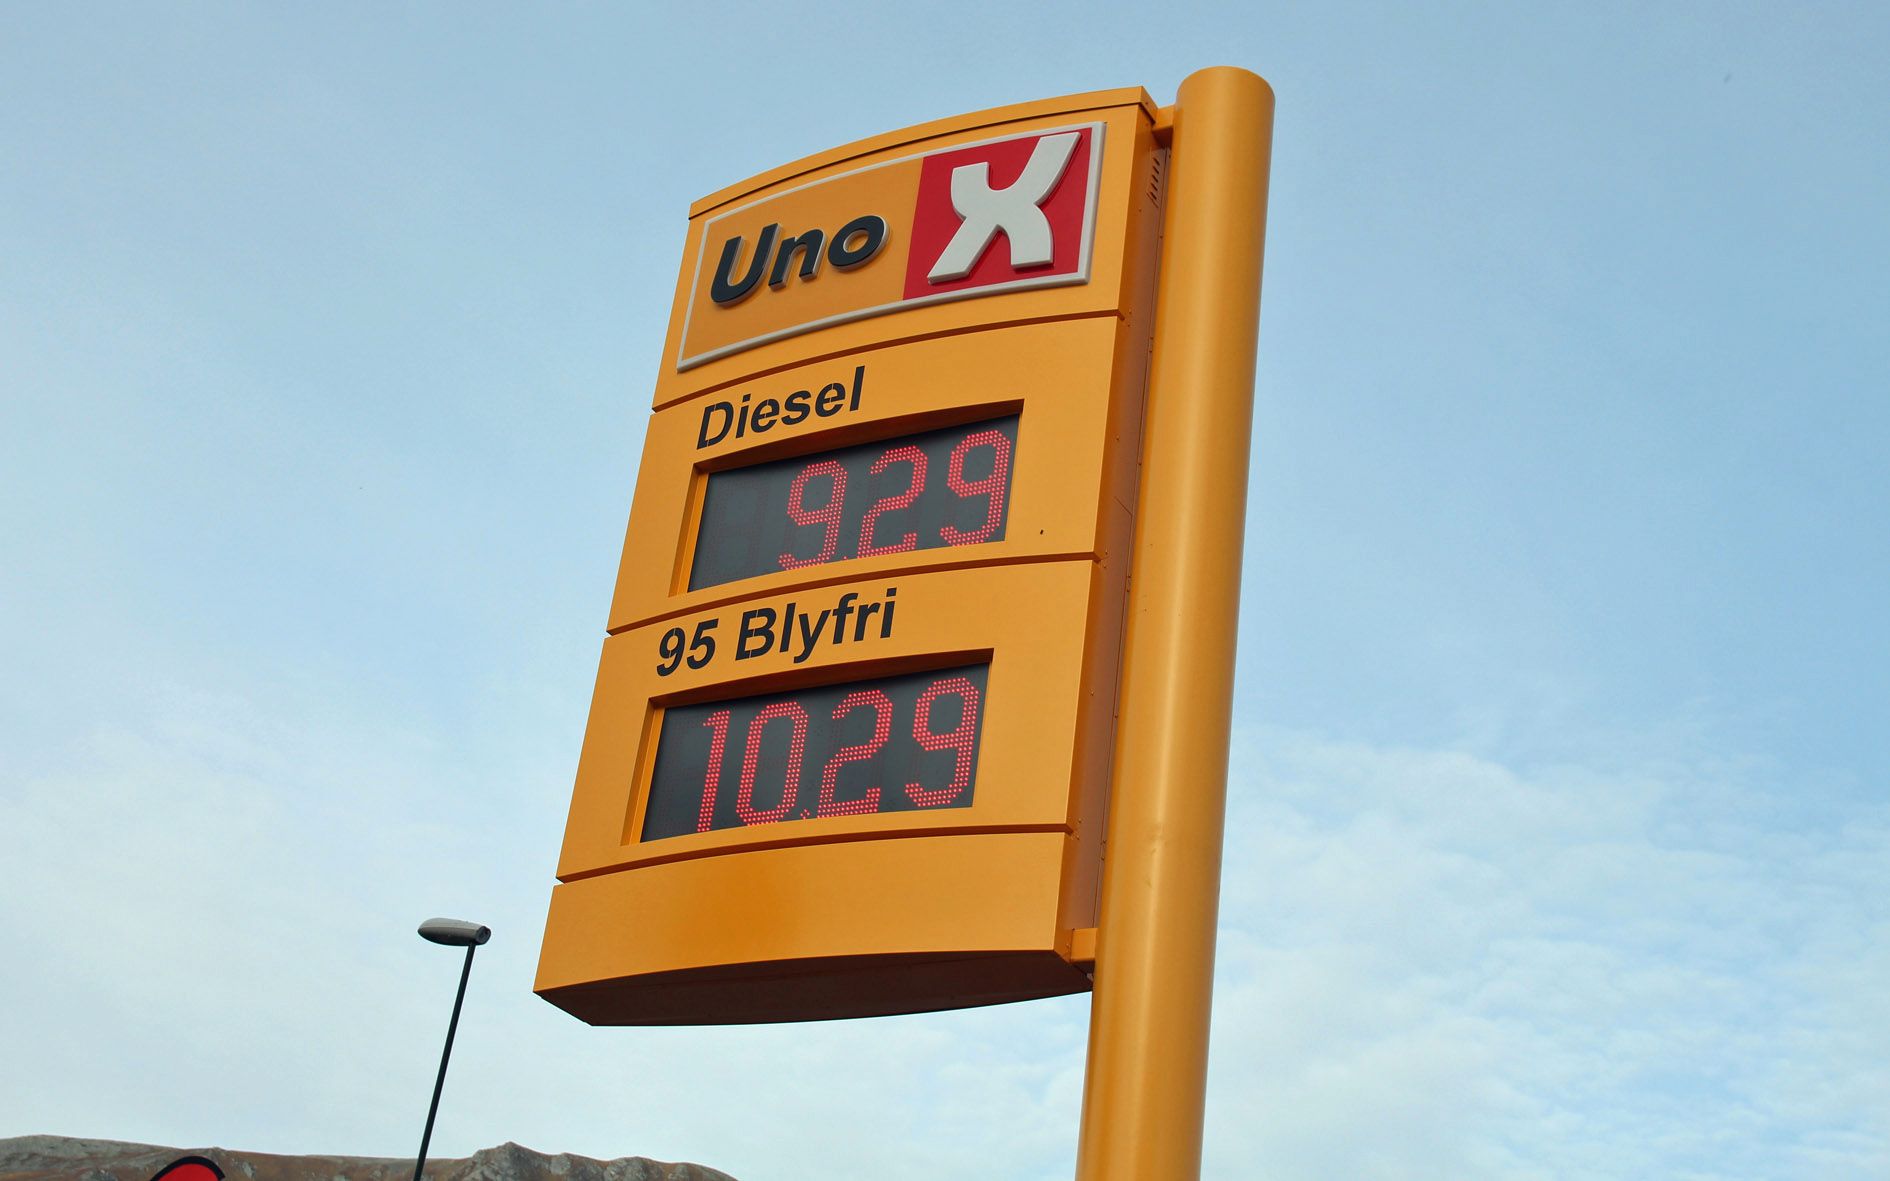 Uno X
Diesel
9.29
95 Blyfri
10.29